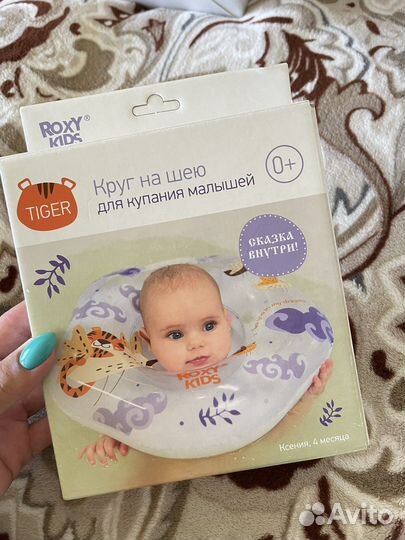 ROXY®
KIDS
TIGER
Круг на шею
для купания малышей
0+
СКАЗКА
ВНУТРИ!
ROXY
KIDS
Ксения, 4 месяца
Avito